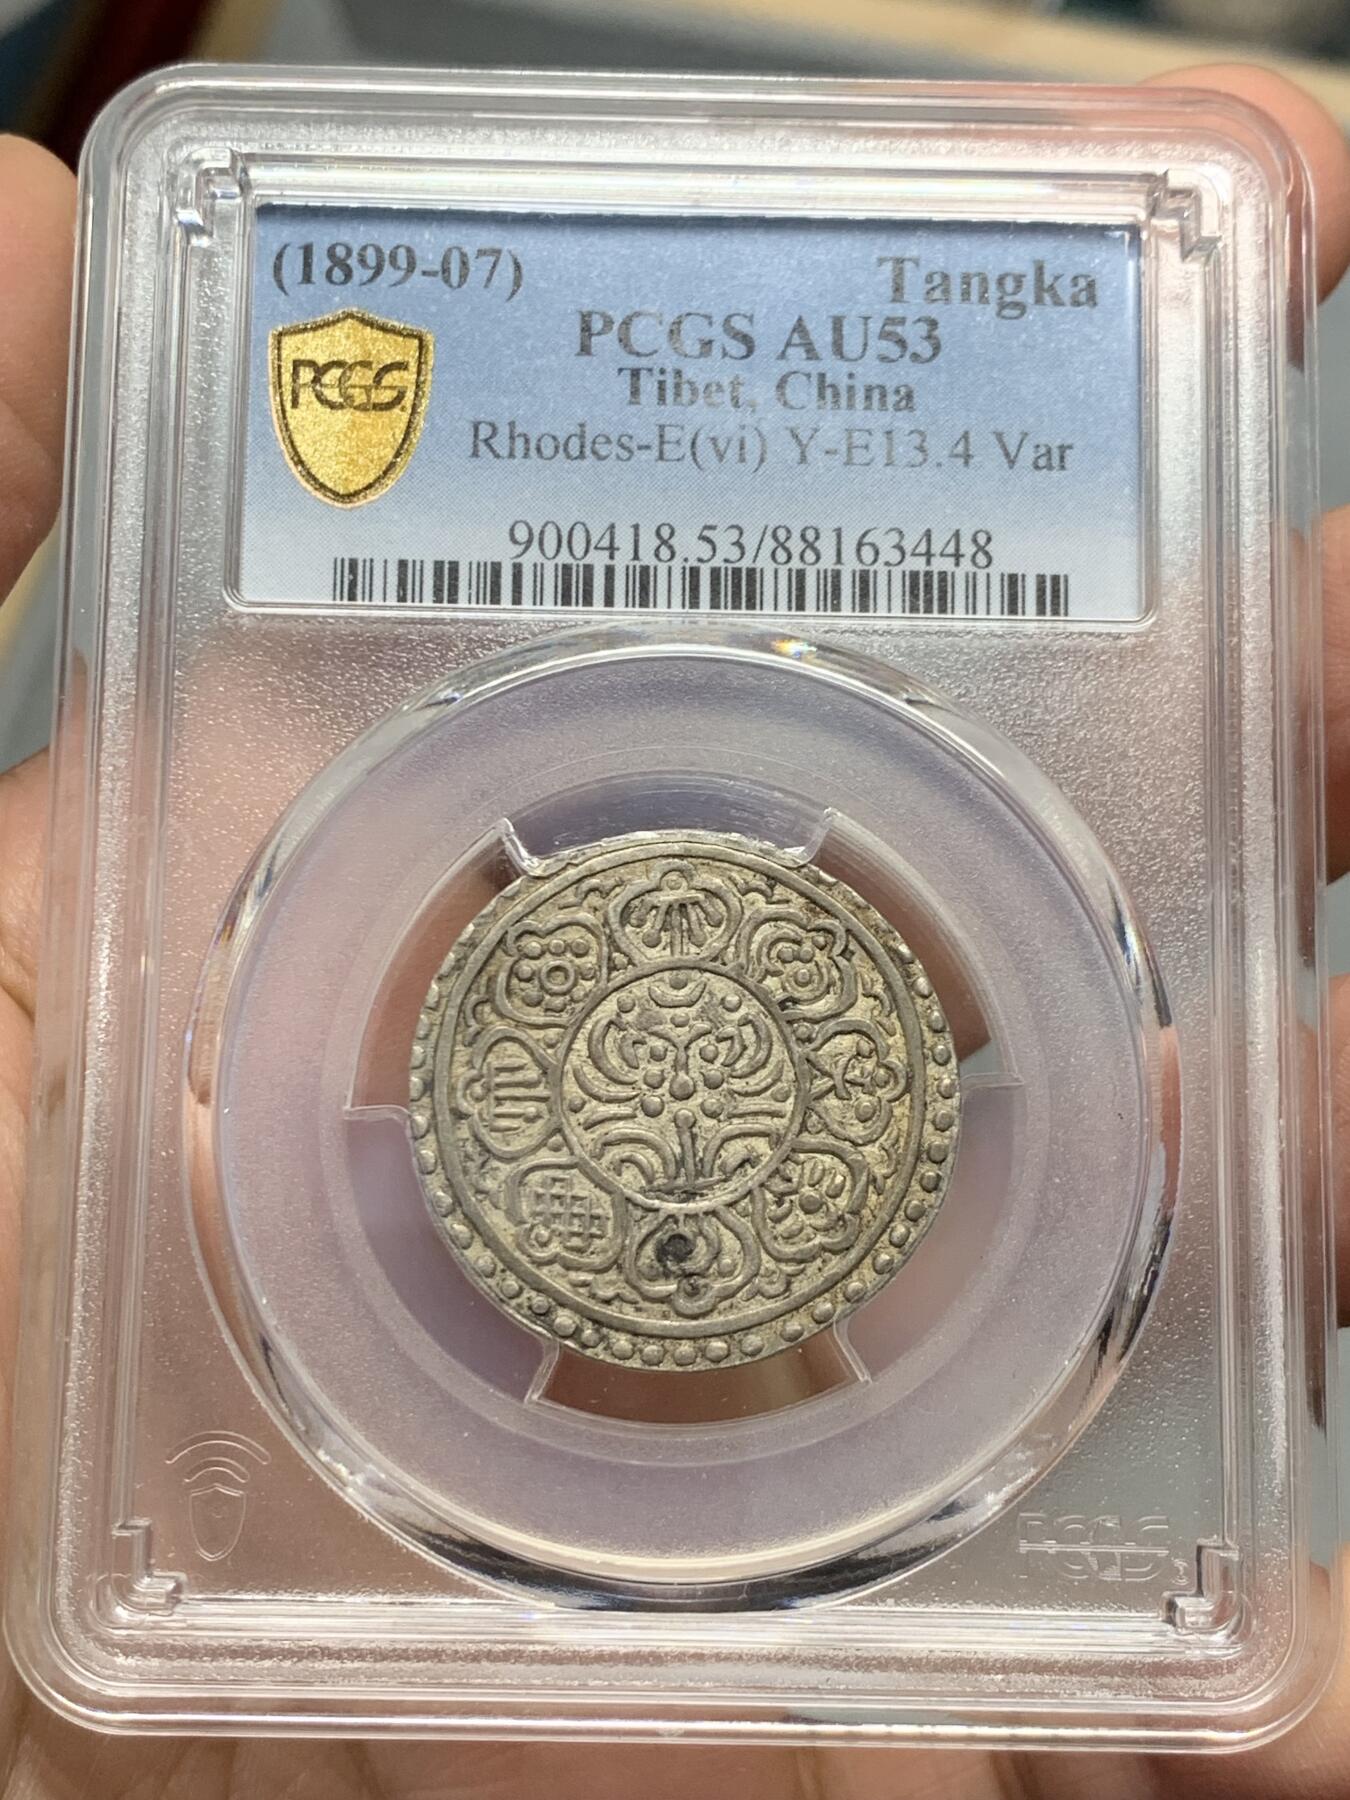 (1899-07) Tangka
PCGS AU53
PCGS
Tibet, China
Rhodes-E(vi) Y-E13.4 Var
900418.53/88163448
PCGS